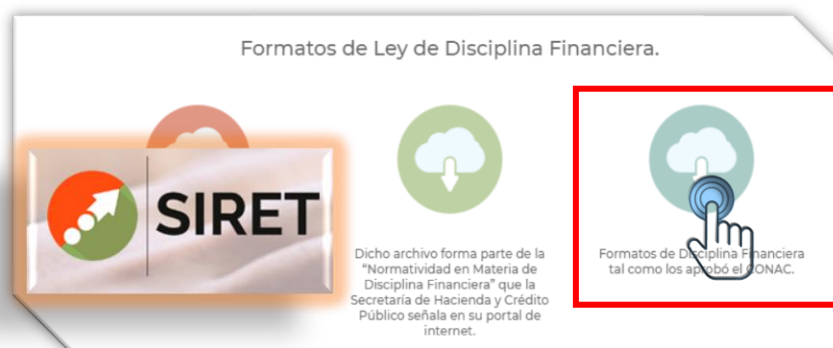 Formatos de Ley de Disciplina Financiera.
SIRET
Dicho archivo forma parte de la
"Normatividad en Materia de
Disciplina Financiera" que la
Secretaría de Hacienda y Crédito
Público señala en su portal de
internet.
Formatos de Disciplina Financiera
tal como los aprobó el CONAC.